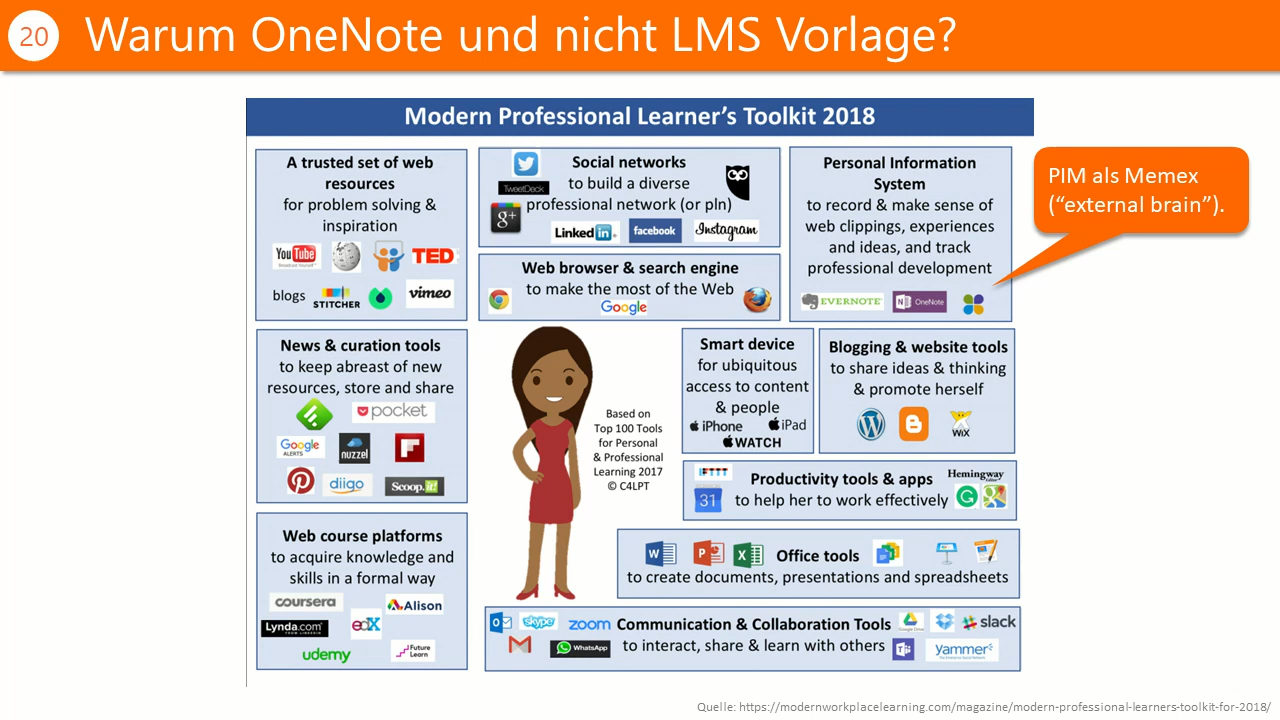 20
Warum OneNote und nicht LMS Vorlage?
Modern Professional Learner's Toolkit 2018
A trusted set of web
resources
for problem solving &
inspiration
YouTube
TED
blogs
STITCHER
vimeo
Social networks
TweetDeck
to build a diverse
g+
professional network (or pln)
Linked in
facebook
Instagram
Web browser & search engine
to make the most of the Web
Google
Personal Information
System
to record & make sense of
web clippings, experiences
and ideas, and track
professional development
EVERNOTE
N OneNote
PIM als Memex
(“external brain”).
News & curation tools
to keep abreast of new
resources, store and share
pocket
Google
ALERTS
nuzzel
diigo
Scoop.it!
Based on
Top 100 Tools
for Personal
& Professional
Learning 2017
© C4LPT
Smart device
for ubiquitous
access to content
& people
iPhone
iPad
WATCH
Blogging & website tools
to share ideas & thinking
& promote herself
WiX
IFTTT
31
Productivity tools & apps
to help her to work effectively
Hemingway
Web course platforms
to acquire knowledge and
skills in a formal way
coursera
Alison
Lynda.com
edX
udemy
Future
Learn
Office tools
to create documents, presentations and spreadsheets
skype
zoom
Communication & Collaboration Tools
slack
WhatsApp
to interact, share & learn with others
yammer
Quelle: https://modernworkplacelearning.com/magazine/modern-professional-learners-toolkit-for-2018/